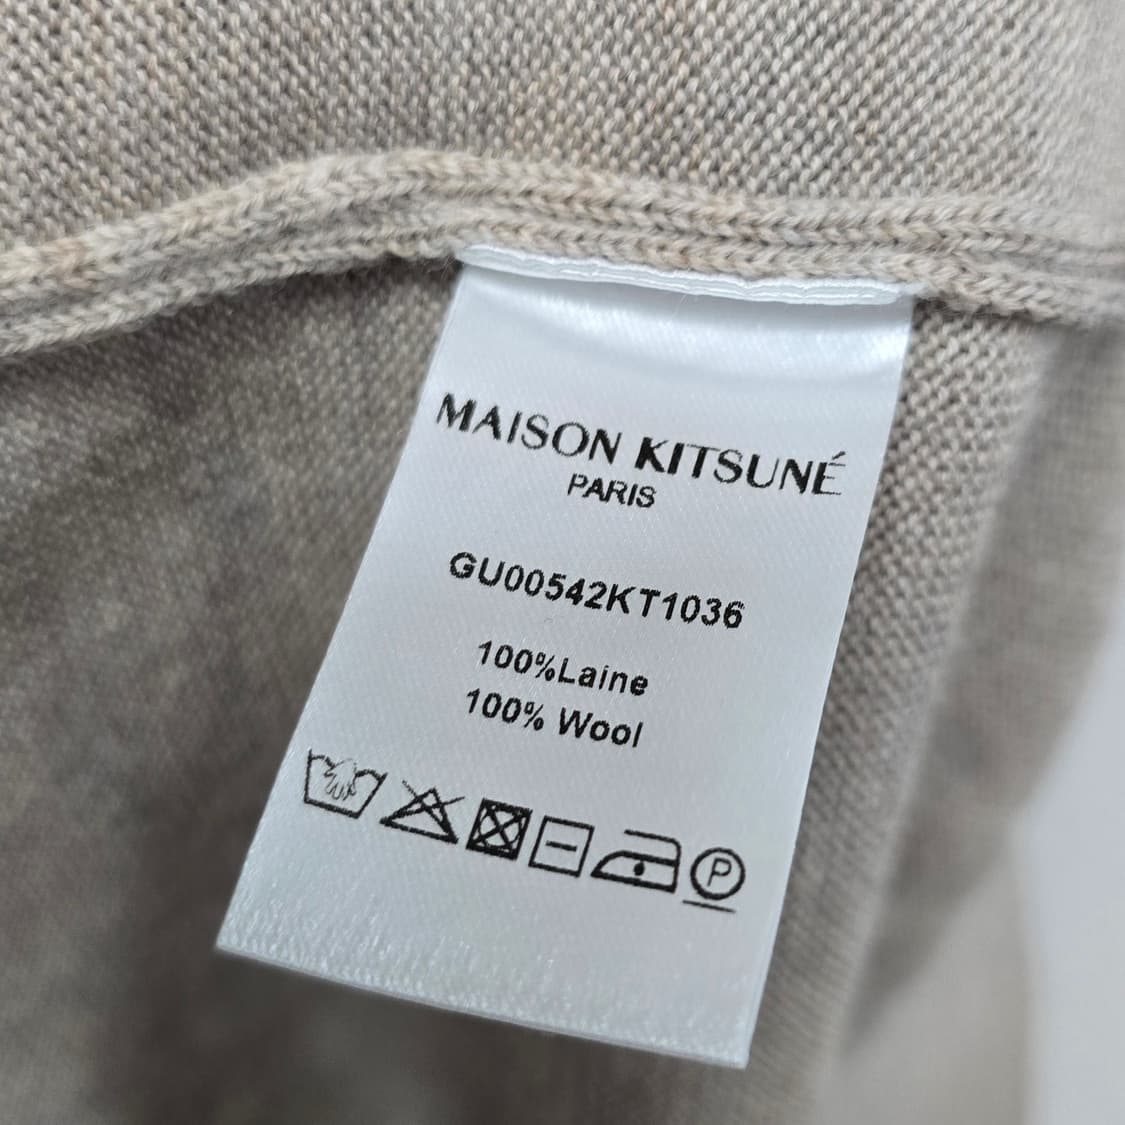 MAISON KITSUNÉ
PARIS
GU00542KT1036
100%Laine
100% Wool
P